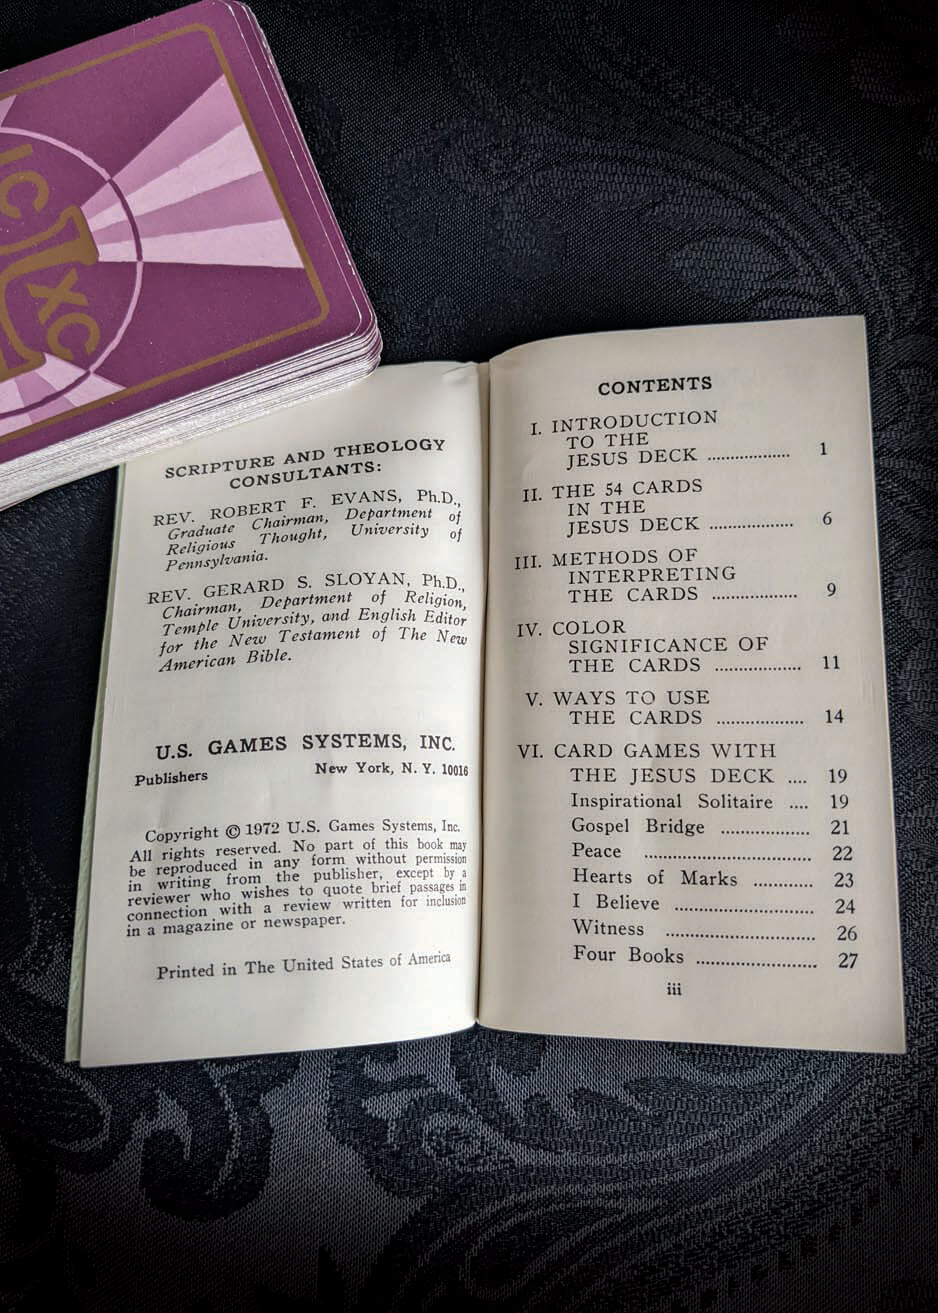 IC
XC
SCRIPTURE AND THEOLOGY
CONSULTANTS:
REV. ROBERT F. EVANS, Ph.D.,
Graduate Chairman, Department of
Religious Thought, University of
Pennsylvania.
REV. GERARD S. SLOYAN, Ph.D.,
Chairman, Department of Religion,
Temple University, and English Editor
for the New Testament of The New
American Bible.
U.S. GAMES SYSTEMS, INC.
Publishers New York, N. Y. 10016
Copyright © 1972 U.S. Games Systems, Inc.
All rights reserved. No part of this book may
be reproduced in any form without permission
in writing from the publisher, except by a
reviewer who wishes to quote brief passages in
connection with a review written for inclusion
in a magazine or newspaper.
Printed in The United States of America
CONTENTS
I. INTRODUCTION
TO THE
JESUS DECK .................. 1
II. THE 54 CARDS
IN THE
JESUS DECK .................. 6
III. METHODS OF
INTERPRETING
THE CARDS .................. 9
IV. COLOR
SIGNIFICANCE OF
THE CARDS .................. 11
V. WAYS TO USE
THE CARDS .................. 14
VI. CARD GAMES WITH
THE JESUS DECK .... 19
Inspirational Solitaire .... 19
Gospel Bridge .................. 21
Peace .................................. 22
Hearts of Marks ............ 23
I Believe ............................ 24
Witness .............................. 26
Four Books ........................ 27
iii